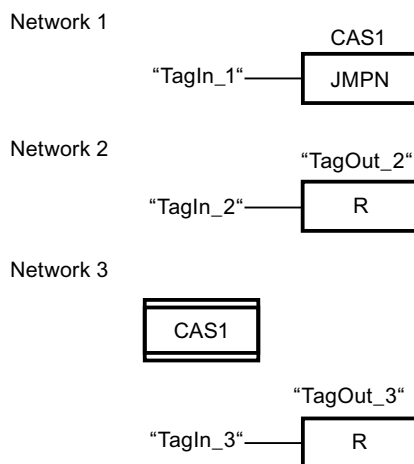 Network 1
CAS1
“TagIn_1“
JMPN
Network 2
“TagOut_2“
“TagIn_2“
R
Network 3
CAS1
“TagOut_3“
“TagIn_3“
R